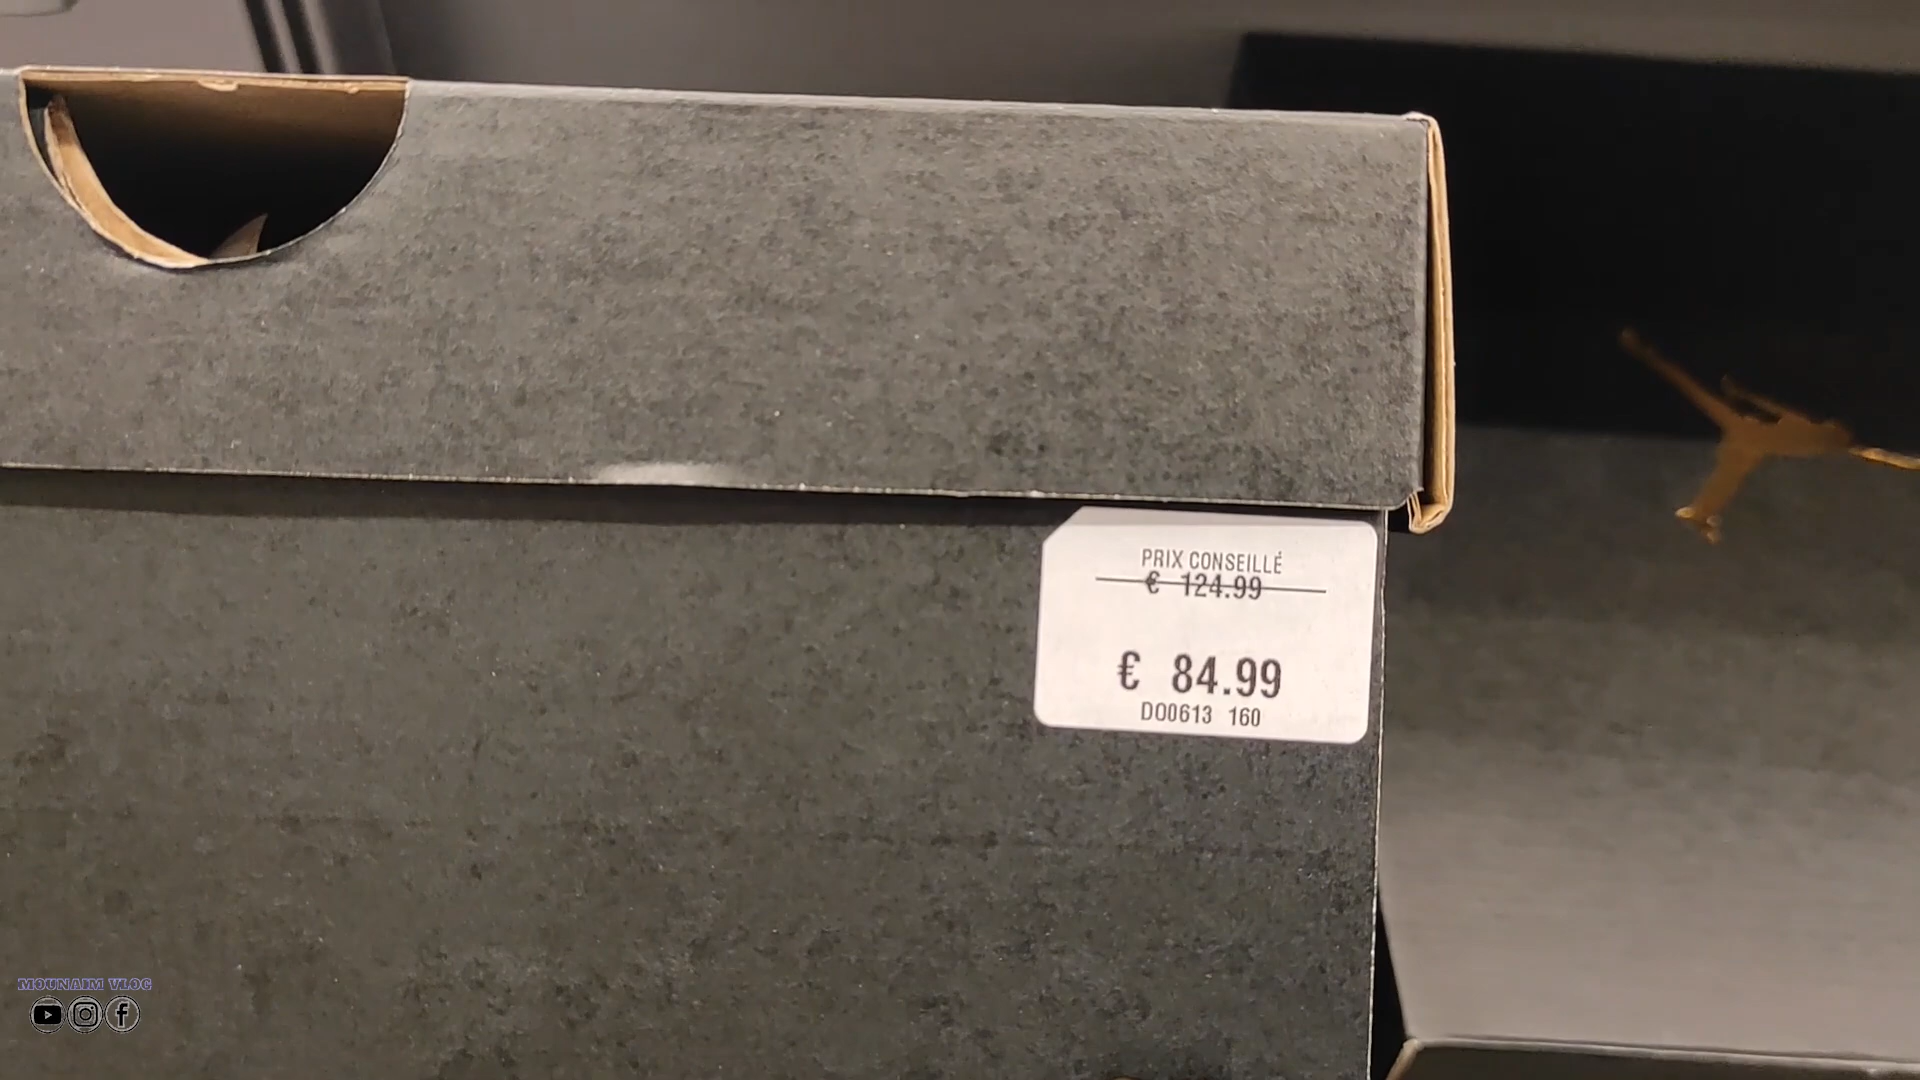 PRIX CONSEILLÉ
€ 124.99
€ 84.99
DO0613 160
MOUNAIM VLOG